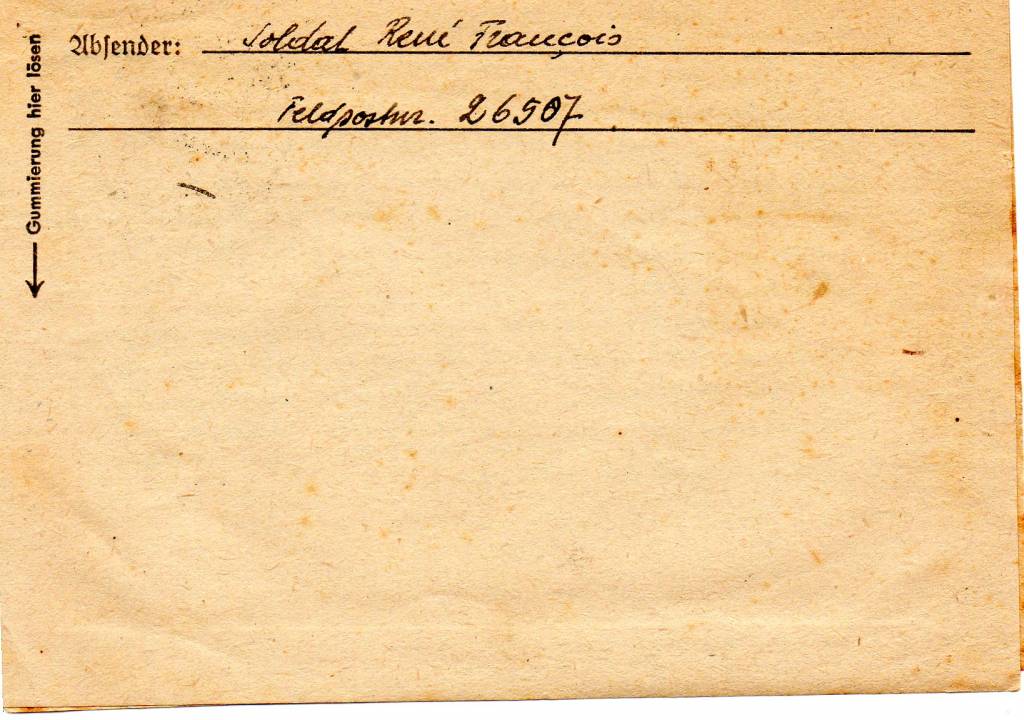 Absender: Soldat René François
Feldpostnr. 26507
Gummierung hier lösen